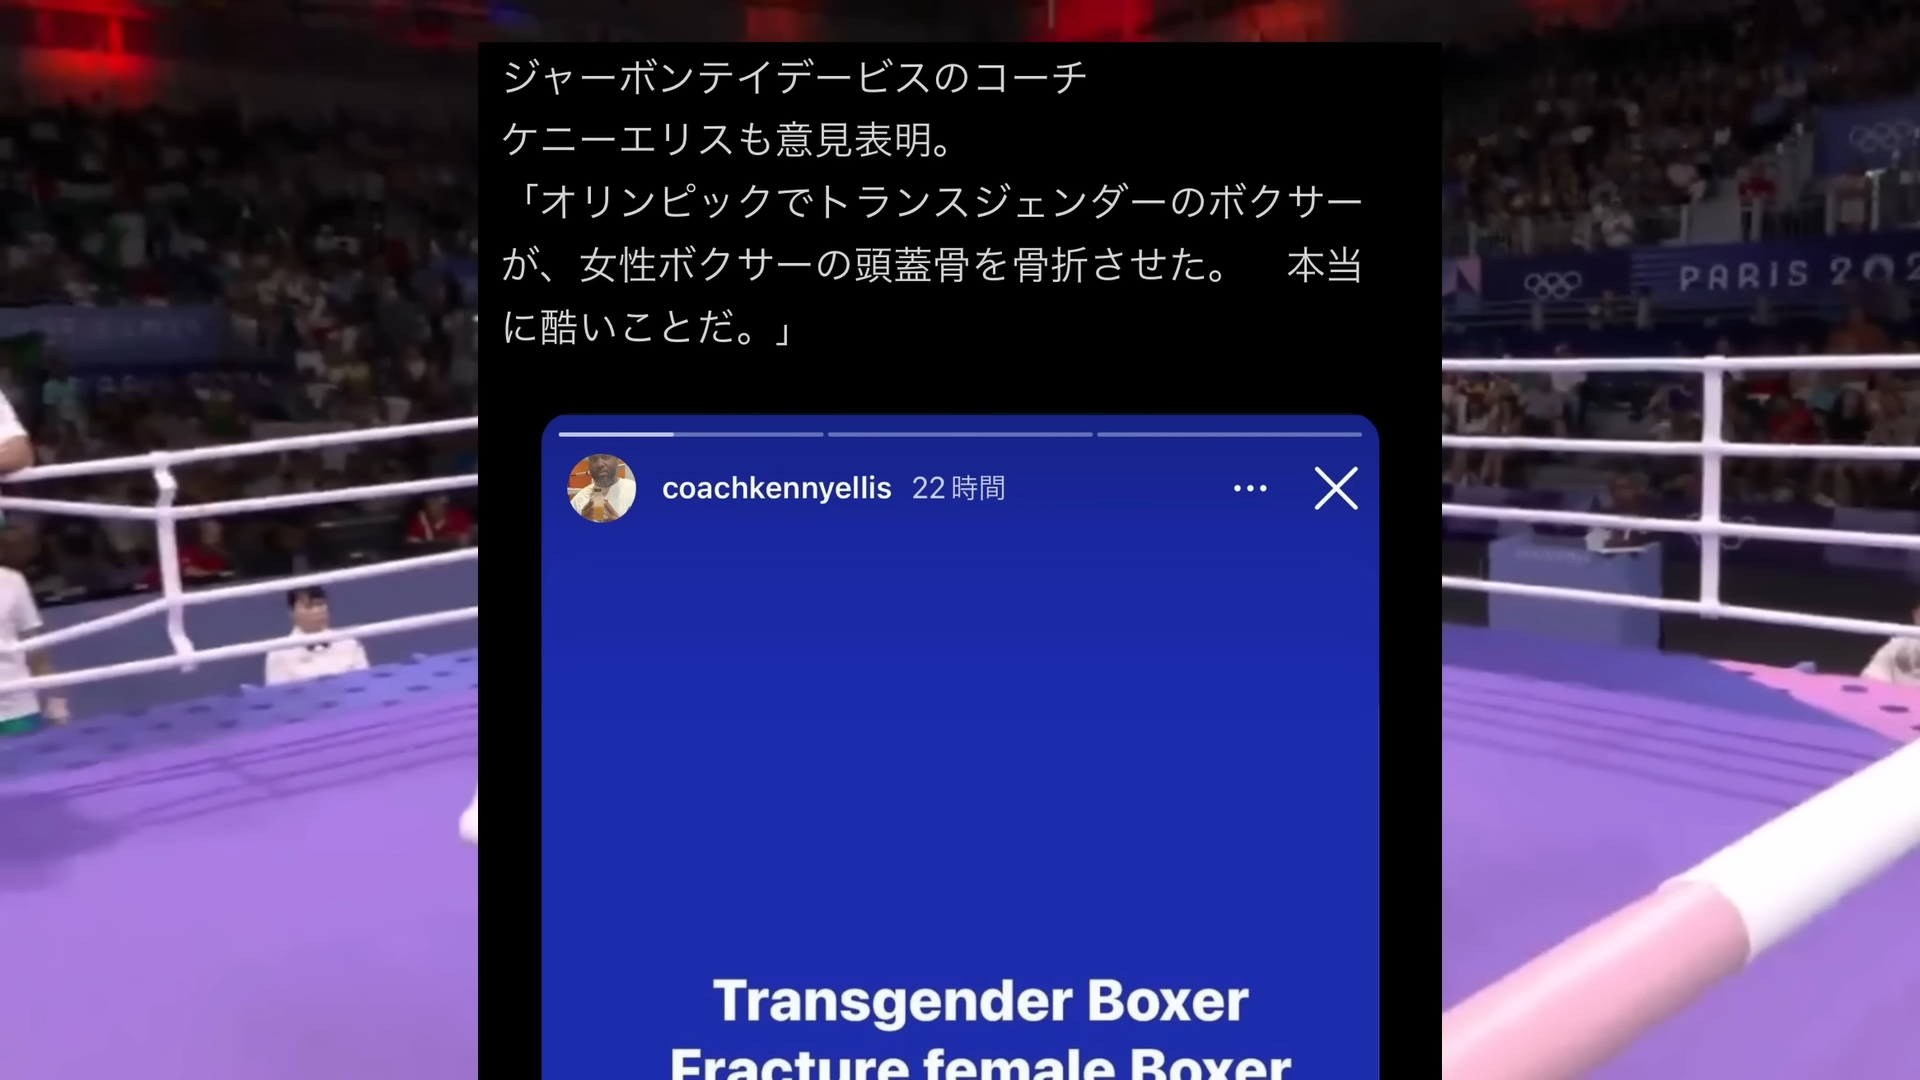 ジャーボンテイデービスのコーチ
ケニーエリスも意見表明。
「オリンピックでトランスジェンダーのボクサー
が、女性ボクサーの頭蓋骨を骨折させた。　本当
に酷いことだ。」
coachkennyellis 22時間
PARIS 202
Transgender Boxer
Fracture female Boxer